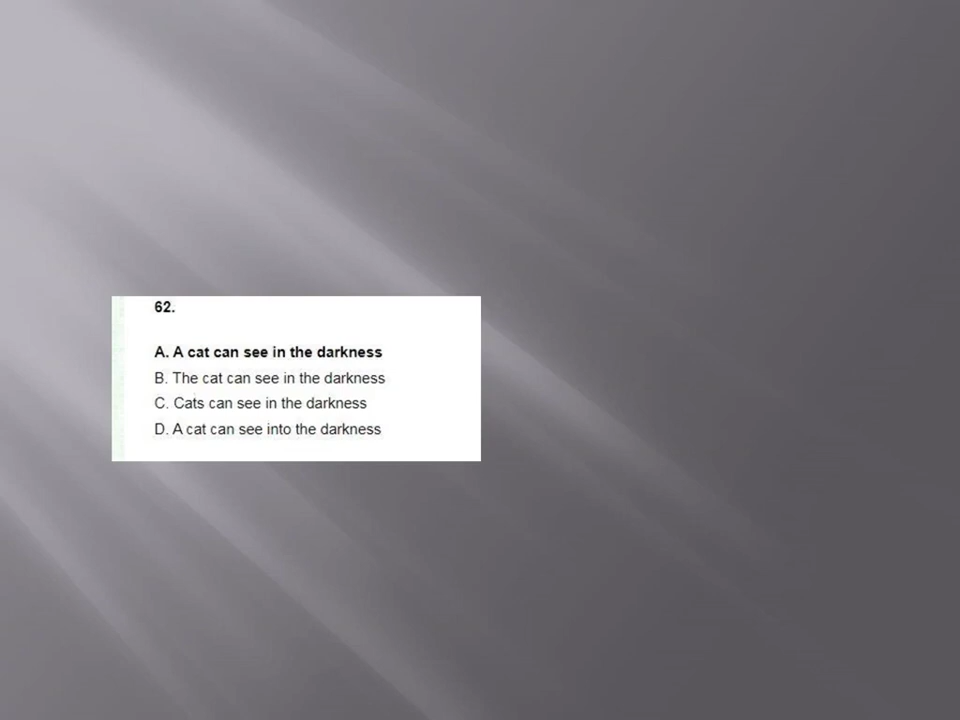 62.
A. A cat can see in the darkness
B. The cat can see in the darkness
C. Cats can see in the darkness
D. A cat can see into the darkness